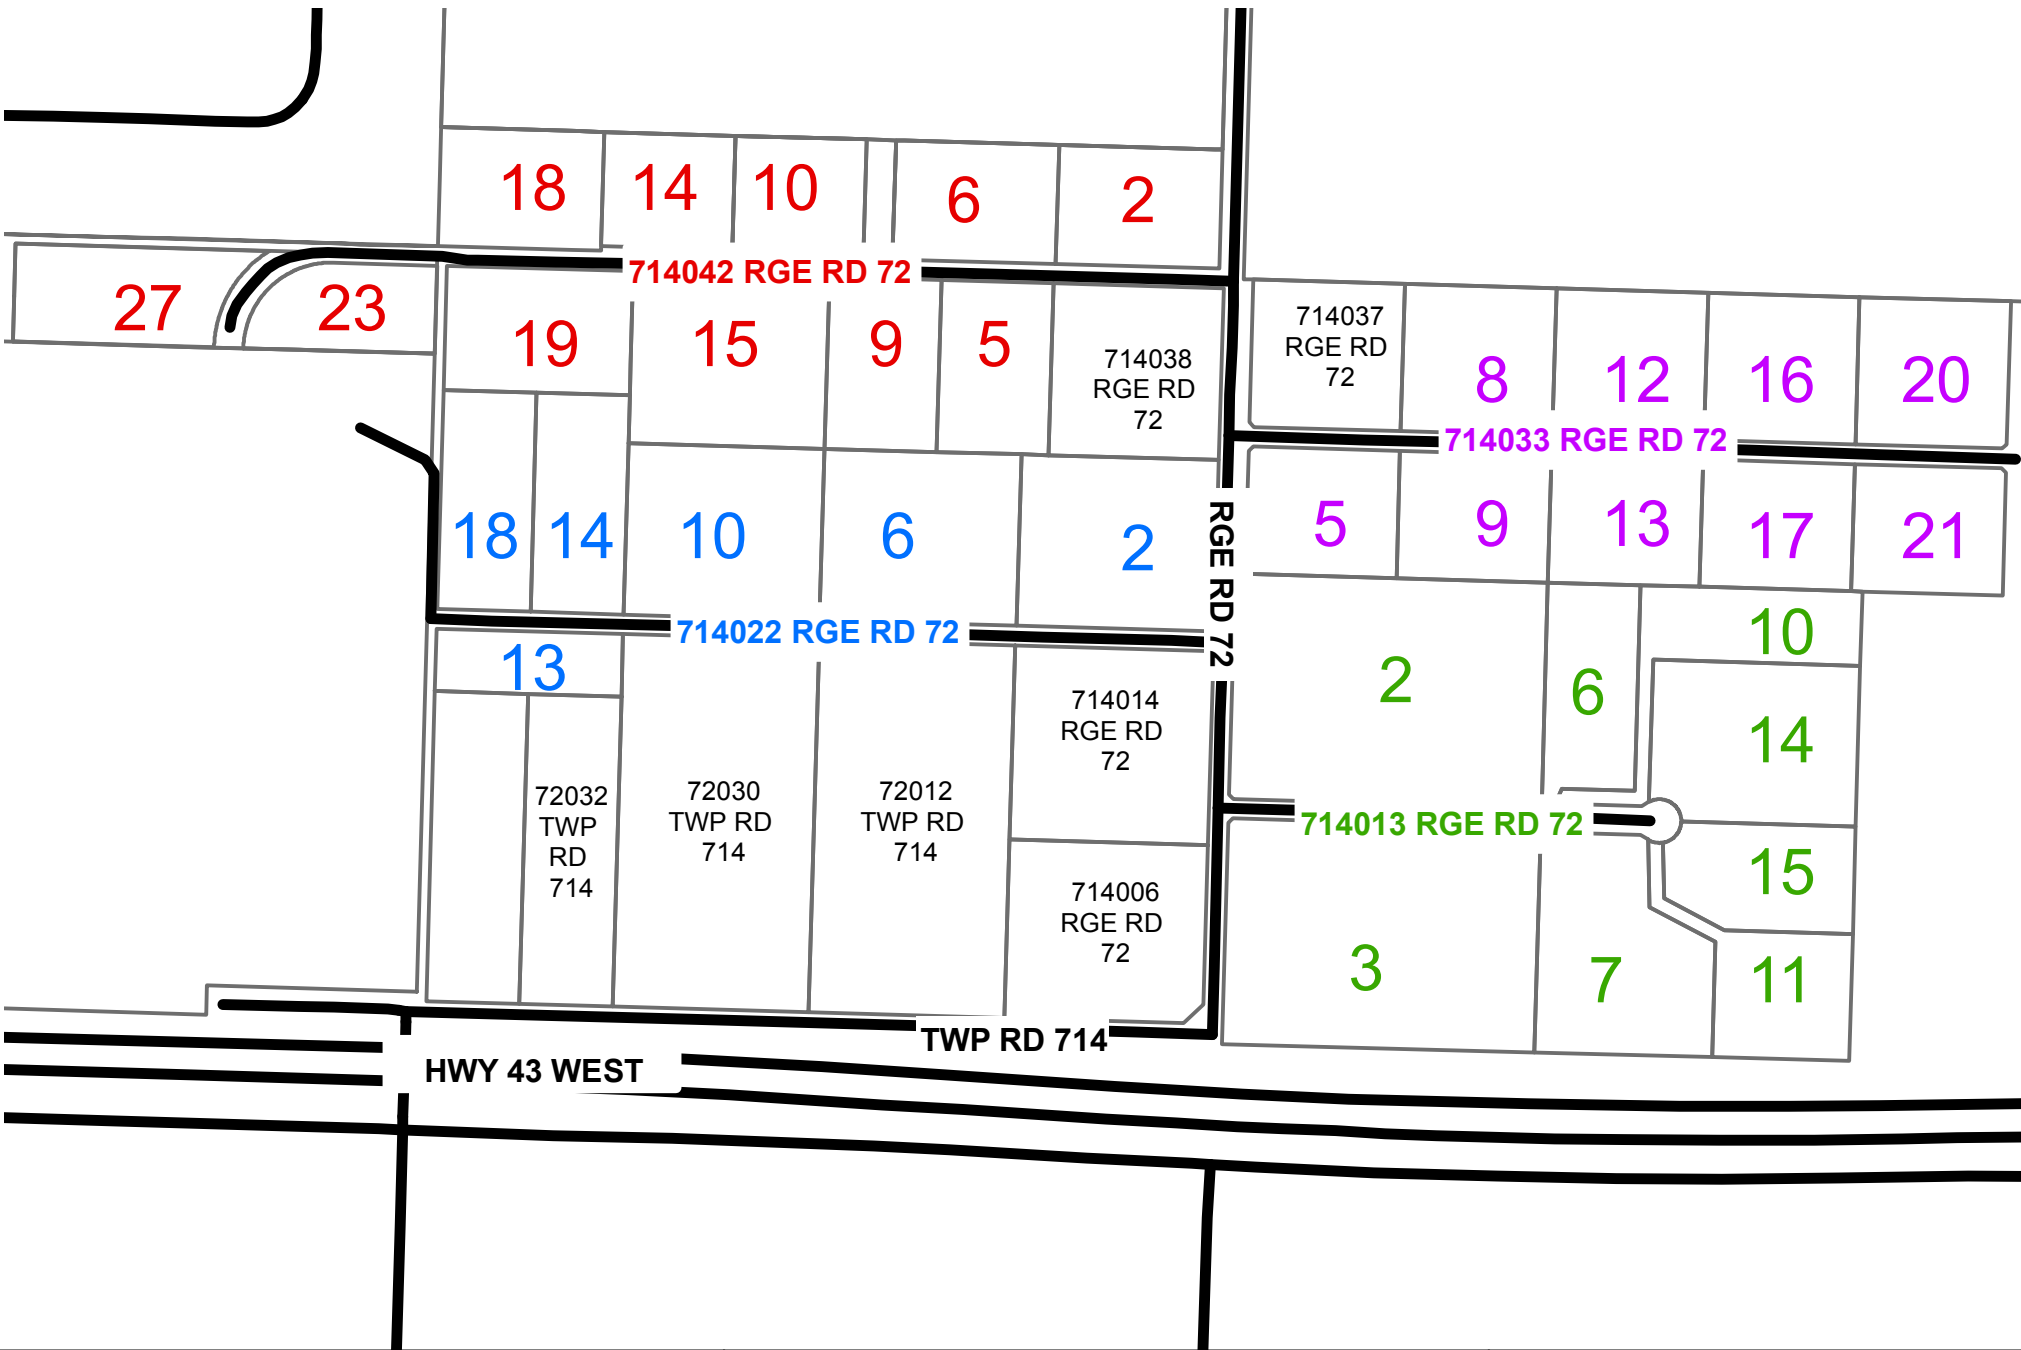 18 14 10 6 2
714042 RGE RD 72
27 23 19 15 9 5
714038
RGE RD
72
714037
RGE RD
72
8 12 16 20
714033 RGE RD 72
5 9 13 17 21
18 14 10 6 2
RGE RD 72
714022 RGE RD 72
13
72032
TWP
RD
714
72030
TWP RD
714
72012
TWP RD
714
714014
RGE RD
72
714006
RGE RD
72
2 6 10
14
714013 RGE RD 72
15
3 7 11
TWP RD 714
HWY 43 WEST